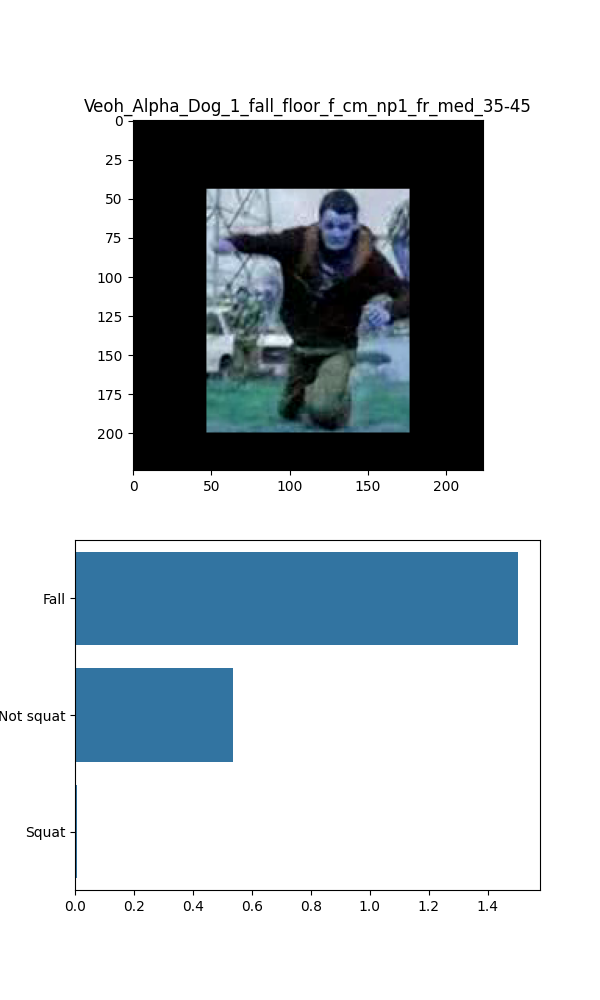 Veoh_Alpha_Dog_1_fall_floor_f_cm_np1_fr_med_35-45
0
25
50
75
100
125
150
175
200
0 50 100 150 200
Fall
Not squat
Squat
0.0 0.2 0.4 0.6 0.8 1.0 1.2 1.4